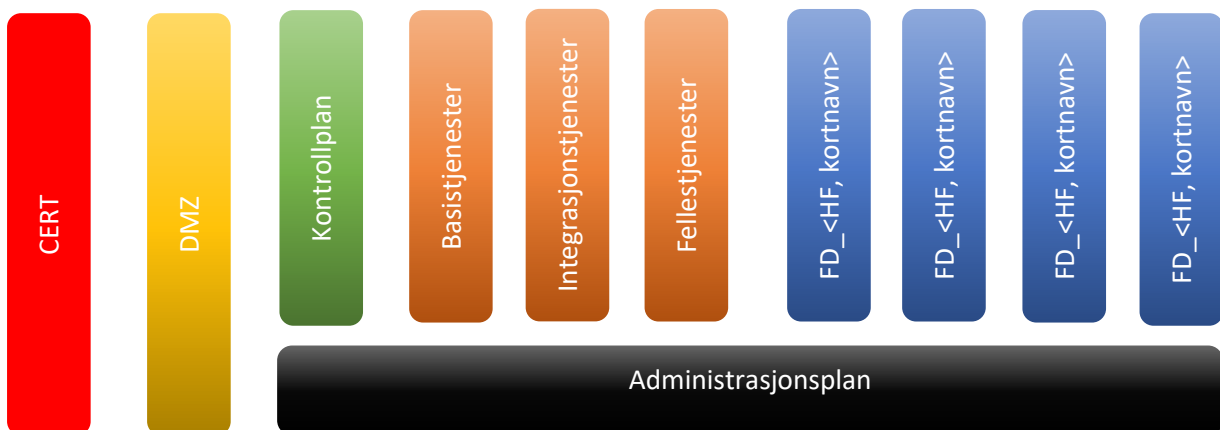 CERT
DMZ
Kontrollplan
Basistjenester
Integrasjonstjenester
Fellestjenester
FD_<HF, kortnavn>
FD_<HF, kortnavn>
FD_<HF, kortnavn>
FD_<HF, kortnavn>
Administrasjonsplan